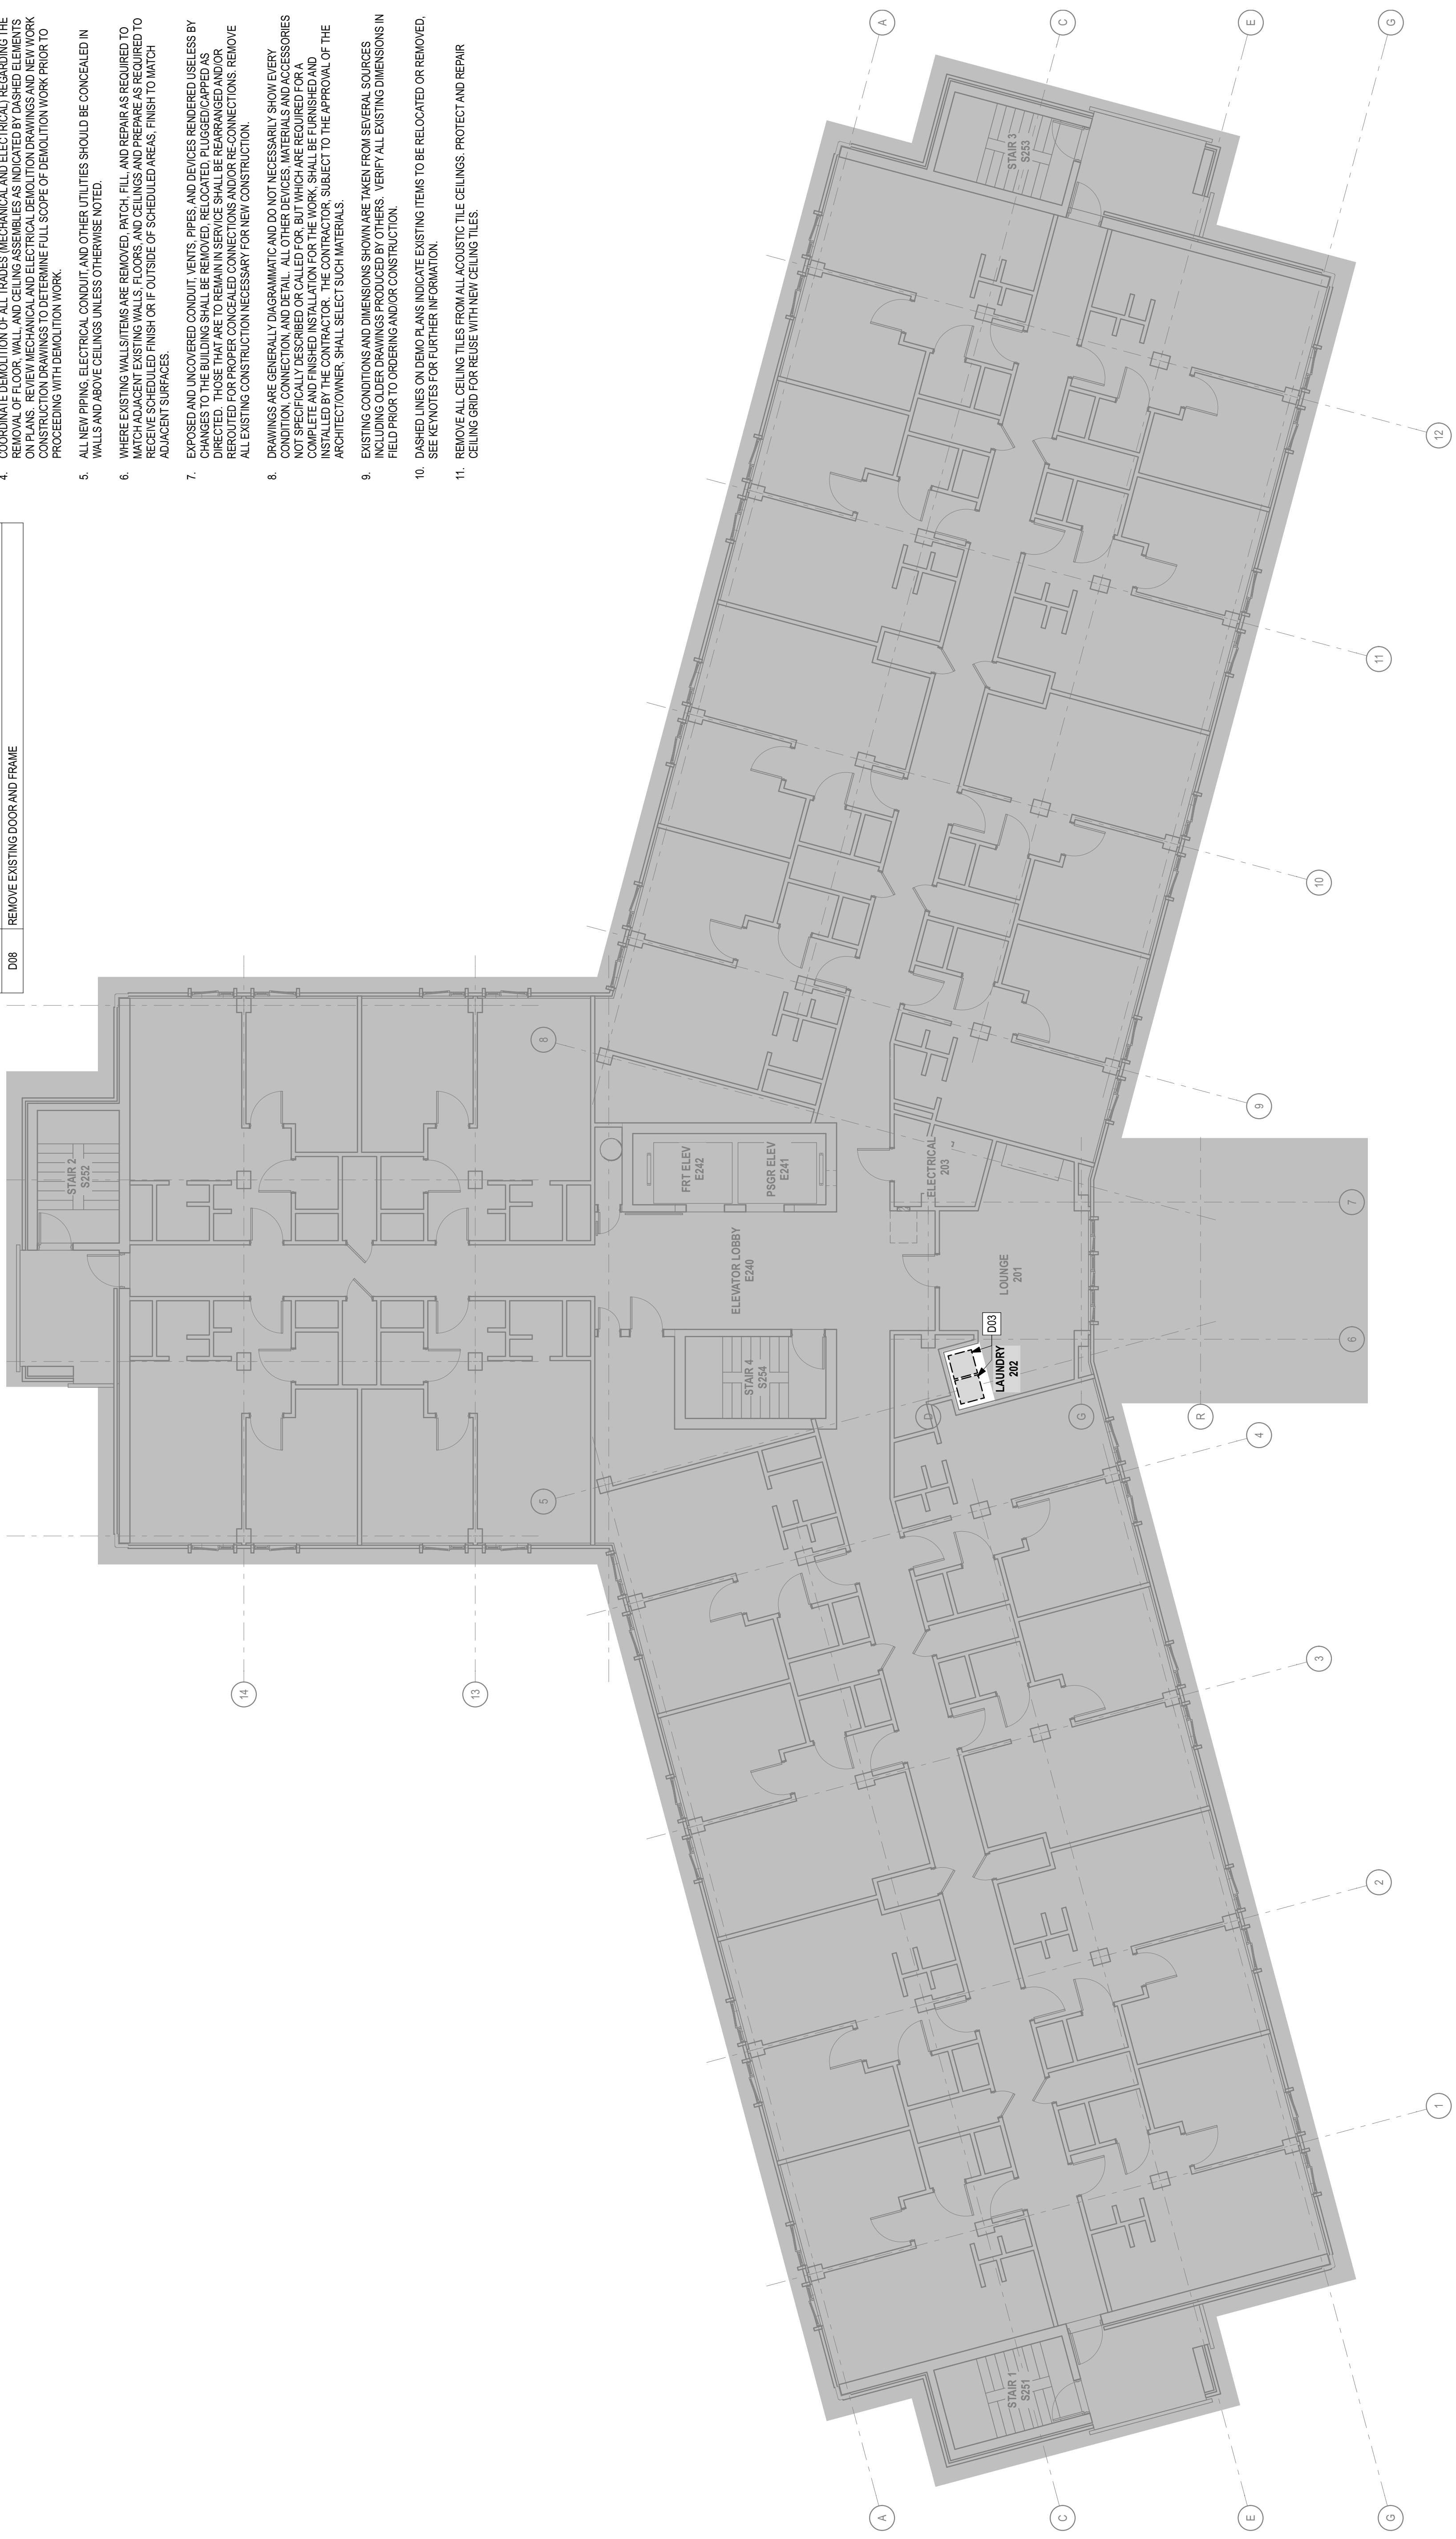 D08 REMOVE EXISTING DOOR AND FRAME
4. COORDINATE DEMOLITION OF ALL TRADES (MECHANICAL AND ELECTRICAL) REGARDING THE
REMOVAL OF FLOOR, WALL, AND CEILING ASSEMBLIES AS INDICATED BY DASHED ELEMENTS
ON PLANS. REVIEW MECHANICAL AND ELECTRICAL DEMOLITION DRAWINGS AND NEW WORK
CONSTRUCTION DRAWINGS TO DETERMINE FULL SCOPE OF DEMOLITION WORK PRIOR TO
PROCEEDING WITH DEMOLITION WORK.
5. ALL NEW PIPING, ELECTRICAL CONDUIT, AND OTHER UTILITIES SHOULD BE CONCEALED IN
WALLS AND ABOVE CEILINGS UNLESS OTHERWISE NOTED.
6. WHERE EXISTING WALLS/ITEMS ARE REMOVED, PATCH, FILL, AND REPAIR AS REQUIRED TO
MATCH ADJACENT EXISTING WALLS, FLOORS, AND CEILINGS AND PREPARE AS REQUIRED TO
RECEIVE SCHEDULED FINISH OR IF OUTSIDE OF SCHEDULED AREAS, FINISH TO MATCH
ADJACENT SURFACES.
7. EXPOSED AND UNCOVERED CONDUIT, VENTS, PIPES, AND DEVICES RENDERED USELESS BY
CHANGES TO THE BUILDING SHALL BE REMOVED, RELOCATED, PLUGGED/CAPPED AS
DIRECTED. THOSE THAT ARE TO REMAIN IN SERVICE SHALL BE REARRANGED AND/OR
REROUTED FOR PROPER CONCEALED CONNECTIONS AND/OR RE-CONNECTIONS. REMOVE
ALL EXISTING CONSTRUCTION NECESSARY FOR NEW CONSTRUCTION.
8. DRAWINGS ARE GENERALLY DIAGRAMMATIC AND DO NOT NECESSARILY SHOW EVERY
CONDITION, CONNECTION, AND DETAIL. ALL OTHER DEVICES, MATERIALS AND ACCESSORIES
NOT SPECIFICALLY DESCRIBED OR CALLED FOR, BUT WHICH ARE REQUIRED FOR A
COMPLETE AND FINISHED INSTALLATION FOR THE WORK, SHALL BE FURNISHED AND
INSTALLED BY THE CONTRACTOR. THE CONTRACTOR, SUBJECT TO THE APPROVAL OF THE
ARCHITECT/OWNER, SHALL SELECT SUCH MATERIALS.
9. EXISTING CONDITIONS AND DIMENSIONS SHOWN ARE TAKEN FROM SEVERAL SOURCES
INCLUDING OLDER DRAWINGS PRODUCED BY OTHERS. VERIFY ALL EXISTING DIMENSIONS IN
FIELD PRIOR TO ORDERING AND/OR CONSTRUCTION.
10. DASHED LINES ON DEMO PLANS INDICATE EXISTING ITEMS TO BE RELOCATED OR REMOVED,
SEE KEYNOTES FOR FURTHER INFORMATION.
11. REMOVE ALL CEILING TILES FROM ALL ACOUSTIC TILE CEILINGS. PROTECT AND REPAIR
CEILING GRID FOR REUSE WITH NEW CEILING TILES.
STAIR 2
S252
14
13
5
8
FRT ELEV
E242
PSGR ELEV
E241
ELEVATOR LOBBY
E240
STAIR 4
S254
ELECTRICAL
203
LOUNGE
201
D03
LAUNDRY
202
D
G
R
STAIR 1
S251
STAIR 3
S253
A
C
E
G
A
C
E
G
1
2
3
4
6
7
9
10
11
12